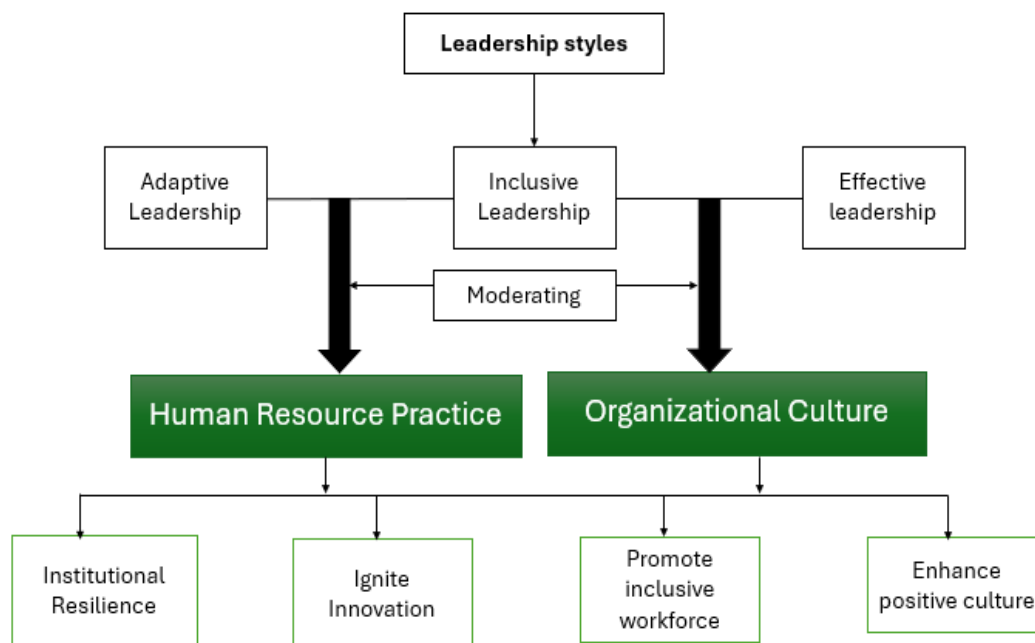 Leadership styles
Adaptive
Leadership
Inclusive
Leadership
Effective
leadership
Moderating
Human Resource Practice
Organizational Culture
Institutional
Resilience
Ignite
Innovation
Promote
inclusive
workforce
Enhance
positive culture